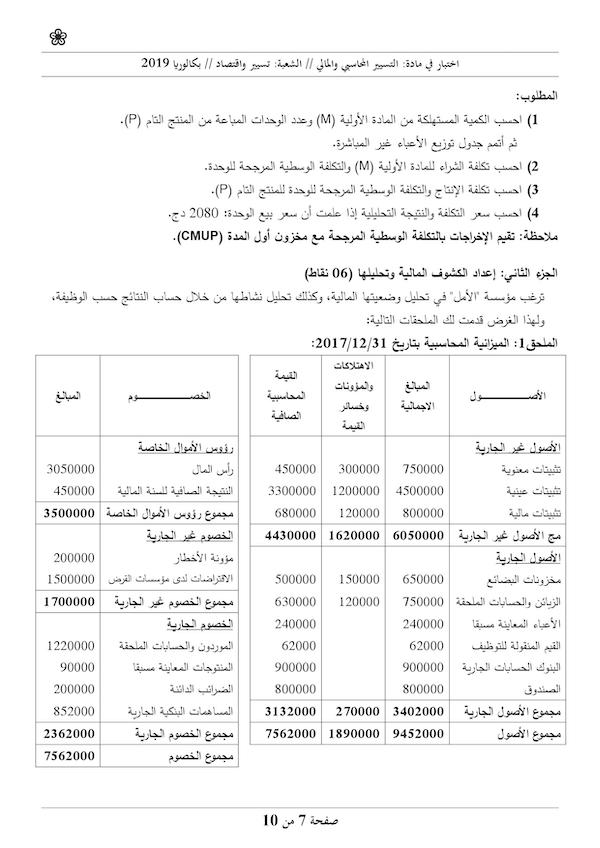 اختبار في مادة: التسيير المحاسبي والمالي // الشعبة: تسيير واقتصاد // بكالوريا 2019
المطلوب:
1) احسب الكمية المستهلكة من المادة الأولية (M) وعدد الوحدات المباعة من المنتج التام (P).
ثم أتمم جدول توزيع الأعباء غير المباشرة.
2) احسب تكلفة الشراء للمادة الأولية (M) والتكلفة الوسطية المرجحة للوحدة.
3) احسب تكلفة الإنتاج والتكلفة الوسطية المرجحة للوحدة للمنتج التام (P).
4) احسب سعر التكلفة والنتيجة التحليلية إذا علمت أن سعر بيع الوحدة: 2080 دج.
ملاحظة: تقيم الإخراجات بالتكلفة الوسطية المرجحة مع مخزون أول المدة (CMUP).
الجزء الثاني: إعداد الكشوف المالية وتحليلها (06 نقاط)
ترغب مؤسسة "الأمل" في تحليل وضعيتها المالية، وكذلك تحليل نشاطها من خلال حساب النتائج حسب الوظيفة،
ولهذا الغرض قدمت لك الملحقات التالية:
الملحق1: الميزانية المحاسبية بتاريخ 2017/12/31:
الأصــــــول المبالغ الاجمالية الاهتلاكات والمؤونات وخسائر القيمة القيمة المحاسبية الصافية
الأصول غير الجارية
تثبيتات معنوية 750000 300000 450000
تثبيتات عينية 4500000 1200000 3300000
تثبيتات مالية 800000 120000 680000
مج الأصول غير الجارية 6050000 1620000 4430000
الأصول الجارية
مخزونات البضائع 650000 150000 500000
الزبائن والحسابات الملحقة 750000 120000 630000
الأعباء المعاينة مسبقا 240000 240000
القيم المنقولة للتوظيف 62000 62000
البنوك الحسابات الجارية 900000 900000
الصندوق 800000 800000
مجموع الأصول الجارية 3402000 270000 3132000
مجموع الأصول 9452000 1890000 7562000
الخصــــــوم المبالغ
رؤوس الأموال الخاصة
رأس المال 3050000
النتيجة الصافية للسنة المالية 450000
مجموع رؤوس الأموال الخاصة 3500000
الخصوم غير الجارية
مؤونة الأخطار 200000
الاقتراضات لدى مؤسسات القرض 1500000
مجموع الخصوم غير الجارية 1700000
الخصوم الجارية
الموردون والحسابات الملحقة 1220000
المنتوجات المعاينة مسبقا 90000
الضرائب الدائنة 200000
المساهمات البنكية الجارية 852000
مجموع الخصوم الجارية 2362000
مجموع الخصوم 7562000
صفحة 7 من 10